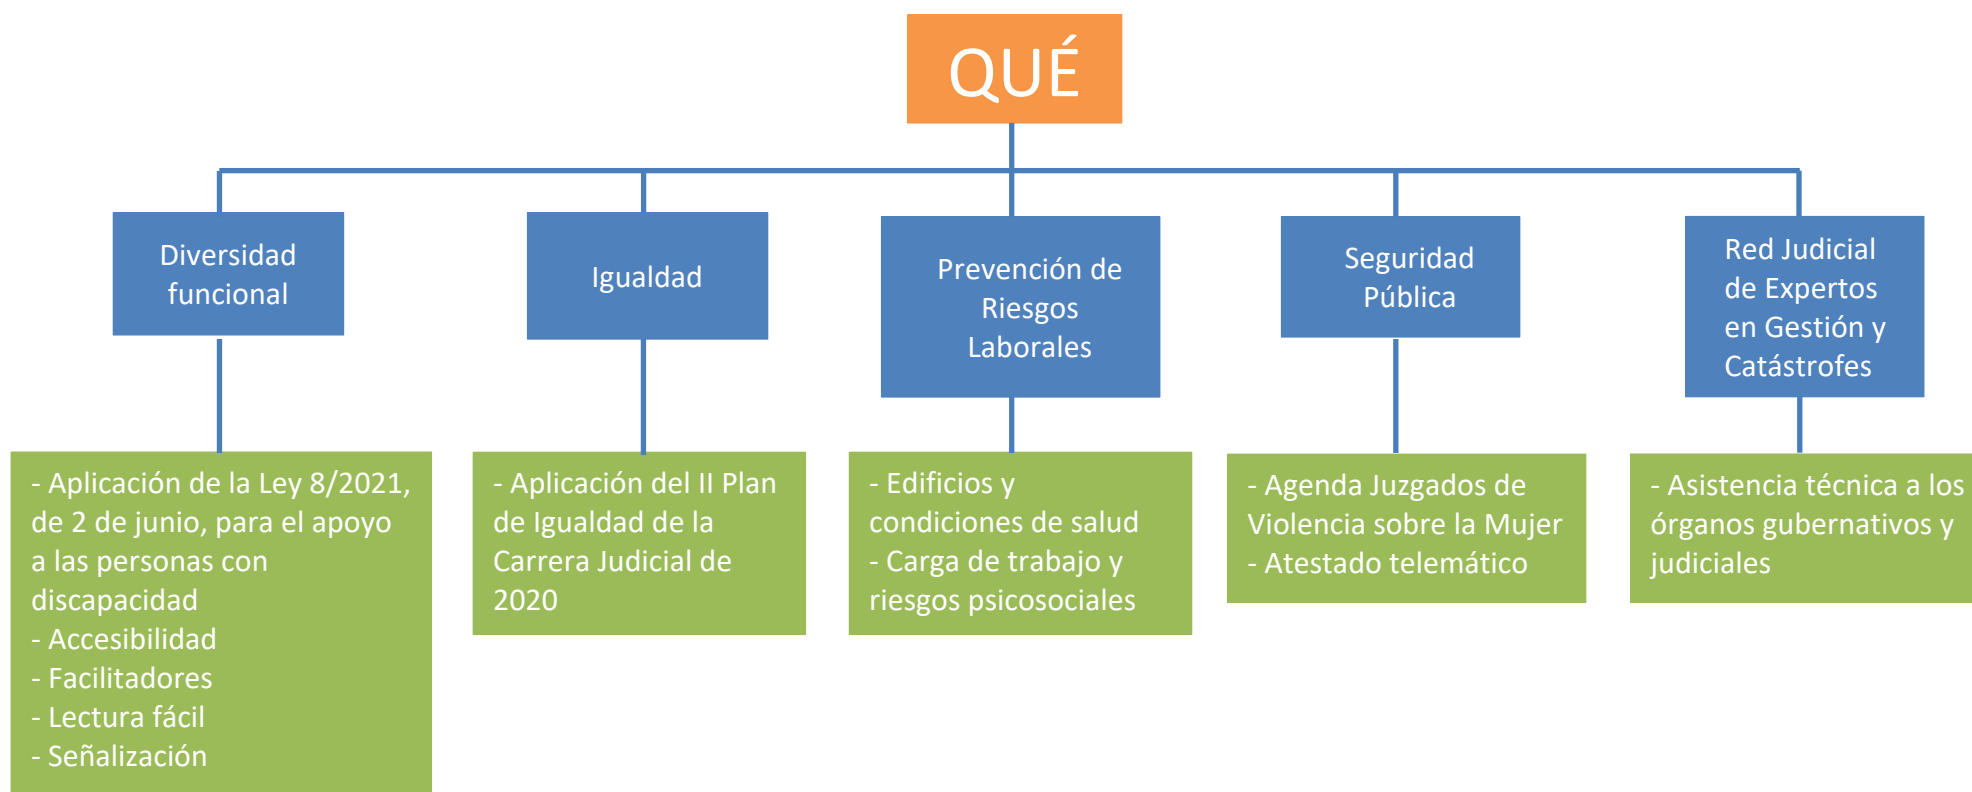 QUÉ
Diversidad
funcional
Igualdad
Prevención de
Riesgos
Laborales
Seguridad
Pública
Red Judicial
de Expertos
en Gestión y
Catástrofes
- Aplicación de la Ley 8/2021,
de 2 de junio, para el apoyo
a las personas con
discapacidad
- Accesibilidad
- Facilitadores
- Lectura fácil
- Señalización
- Aplicación del II Plan
de Igualdad de la
Carrera Judicial de
2020
- Edificios y
condiciones de salud
- Carga de trabajo y
riesgos psicosociales
- Agenda Juzgados de
Violencia sobre la Mujer
- Atestado telemático
- Asistencia técnica a los
órganos gubernativos y
judiciales